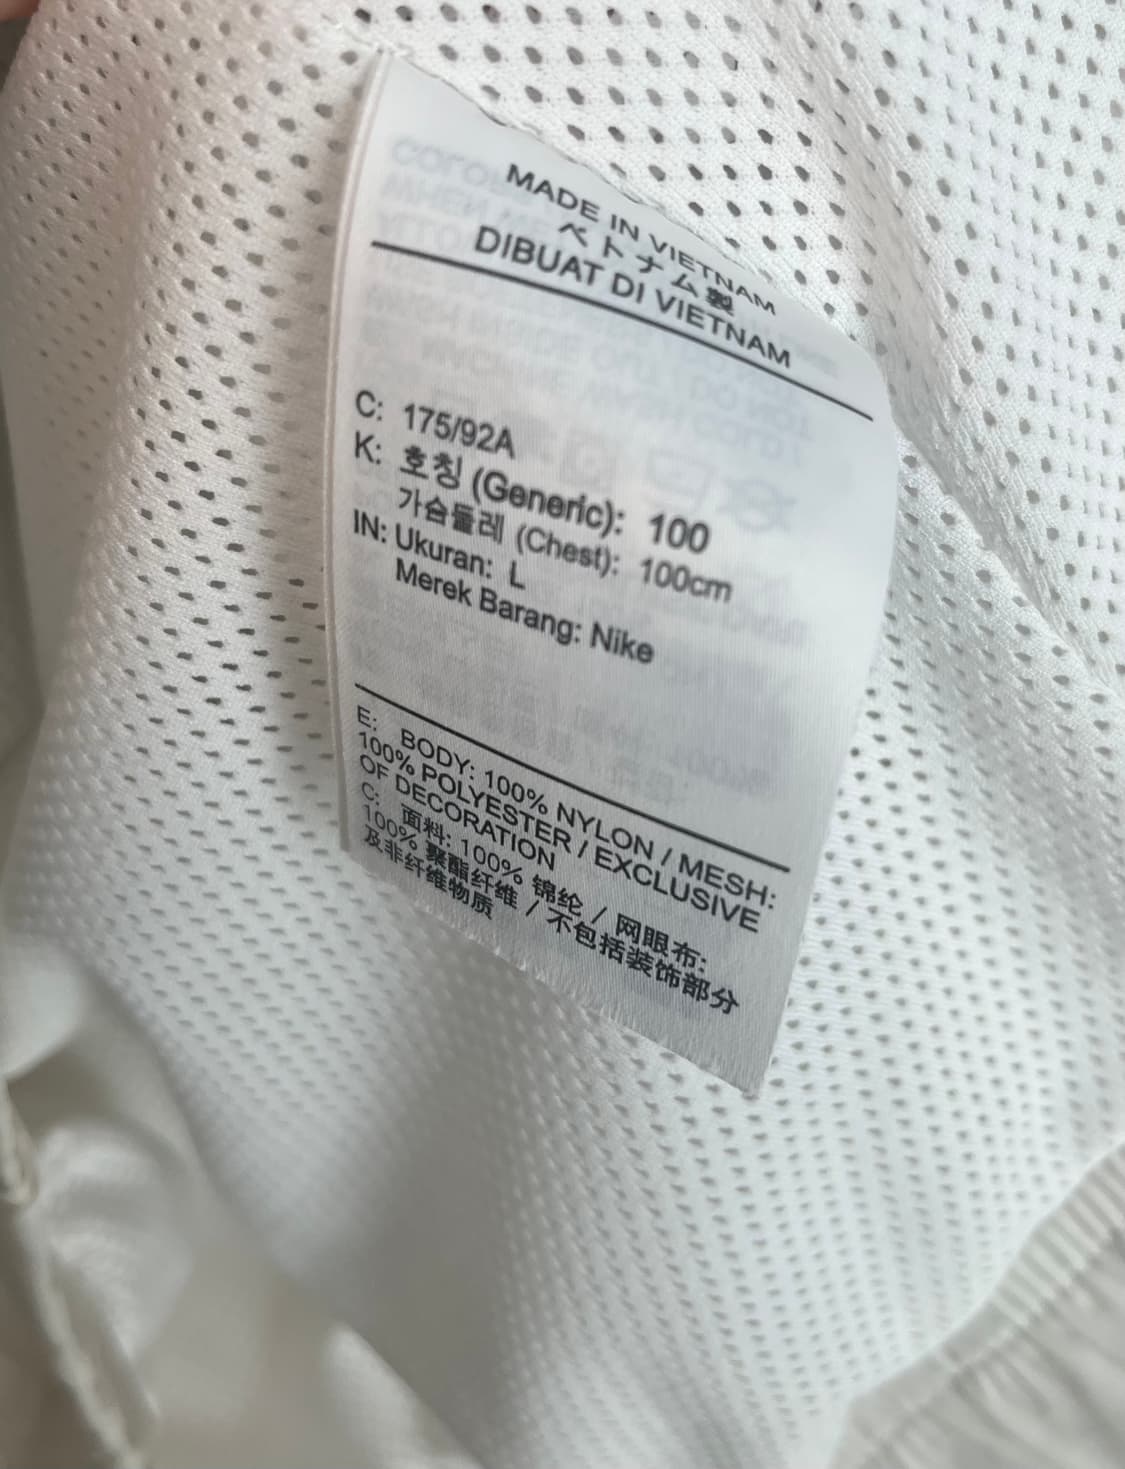 MADE IN VIETNAM
ベトナム製
DIBUAT DI VIETNAM
C: 175/92A
K: 호칭 (Generic): 100
가슴둘레 (Chest): 100cm
IN: Ukuran: L
Merek Barang: Nike
E: BODY: 100% NYLON / MESH:
100% POLYESTER / EXCLUSIVE
OF DECORATION
C: 面料: 100% 锦纶 / 网眼布:
100% 聚酯纤维 / 不包括装饰部分
及非纤维物质